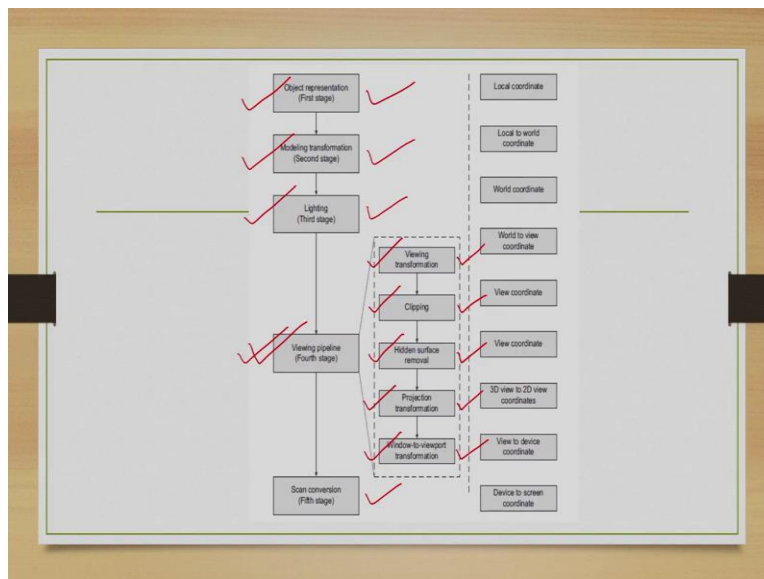 Object representation
(First stage)
Local coordinate
Modeling transformation
(Second stage)
Local to world
coordinate
Lighting
(Third stage)
World coordinate
Viewing pipeline
(Fourth stage)
Viewing
transformation
World to view
coordinate
Clipping
View coordinate
Hidden surface
removal
View coordinate
Projection
transformation
3D view to 2D view
coordinates
Window-to-viewport
transformation
View to device
coordinate
Scan conversion
(Fifth stage)
Device to screen
coordinate